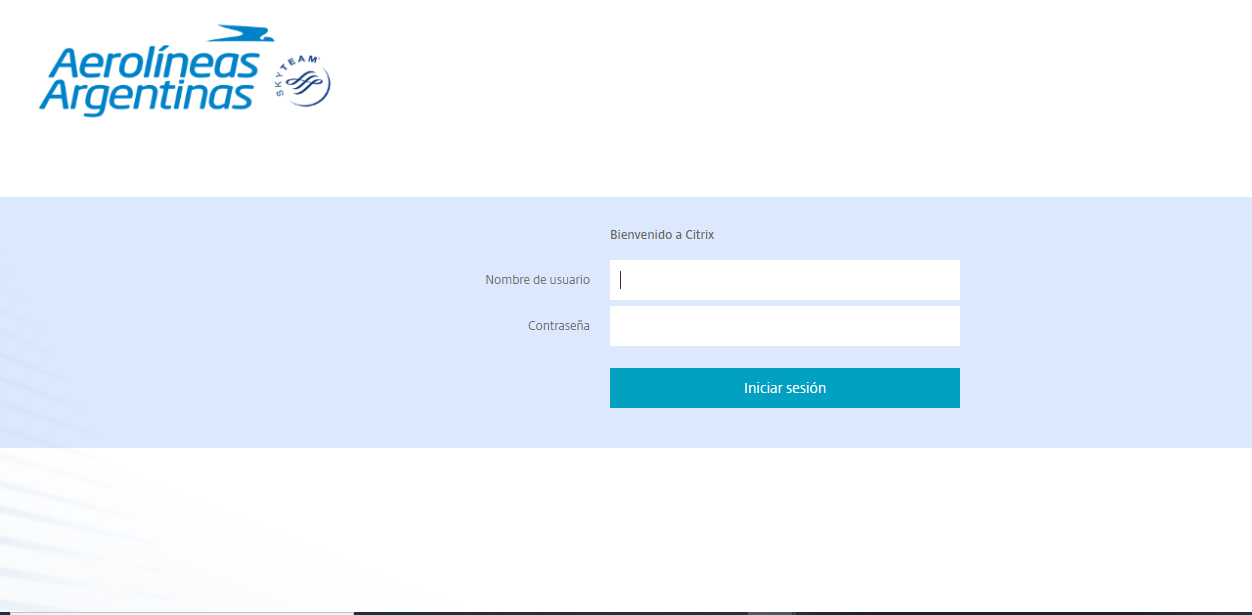 Aerolíneas
Argentinas
SKYTEAM
Bienvenido a Citrix
Nombre de usuario
Contraseña
Iniciar sesión